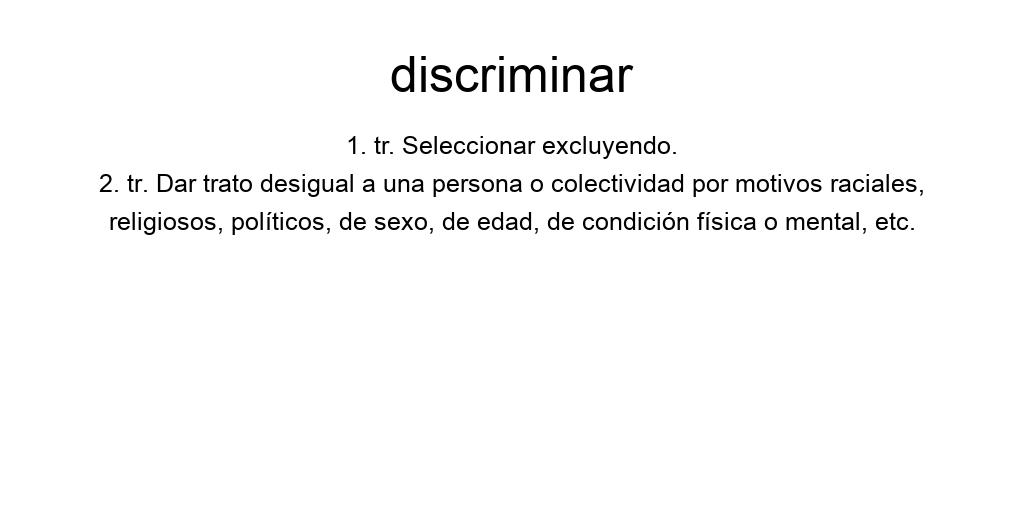 discriminar
1. tr. Seleccionar excluyendo.
2. tr. Dar trato desigual a una persona o colectividad por motivos raciales,
religiosos, políticos, de sexo, de edad, de condición física o mental, etc.